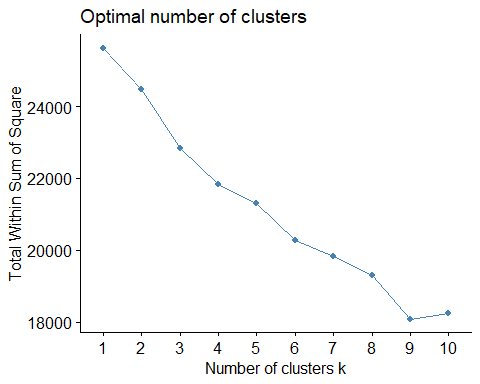 Optimal number of clusters
Total Within Sum of Square
24000
22000
20000
18000
1 2 3 4 5 6 7 8 9 10
Number of clusters k